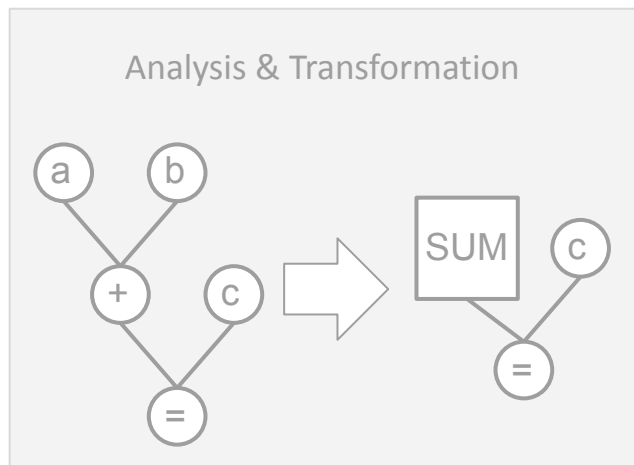 Analysis & Transformation
a b
SUM c
+ c
=
=